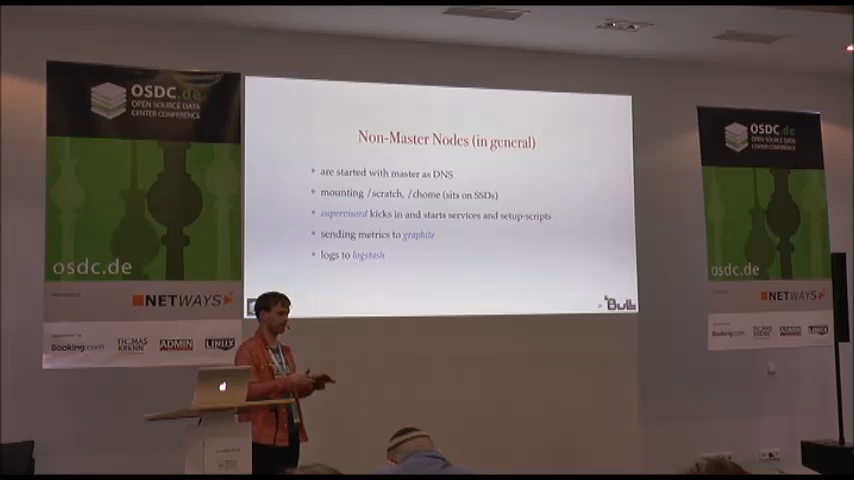 OSDC.de
OPEN SOURCE DATA
CENTER CONFERENCE
osdc.de
NETWAYS
Booking.com
THOMAS
KRENN
ADMIN
LINUX
Non-Master Nodes (in general)
are started with master as DNS
mounting /scratch, /chome (sits on SSDs)
supervisord kicks in and starts services and setup-scripts
sending metrics to graphite
logs to logstash
Bull
OSDC.de
OPEN SOURCE DATA
CENTER CONFERENCE
osdc.de
NETWAYS
Booking.com
THOMAS
KRENN
ADMIN
LINUX